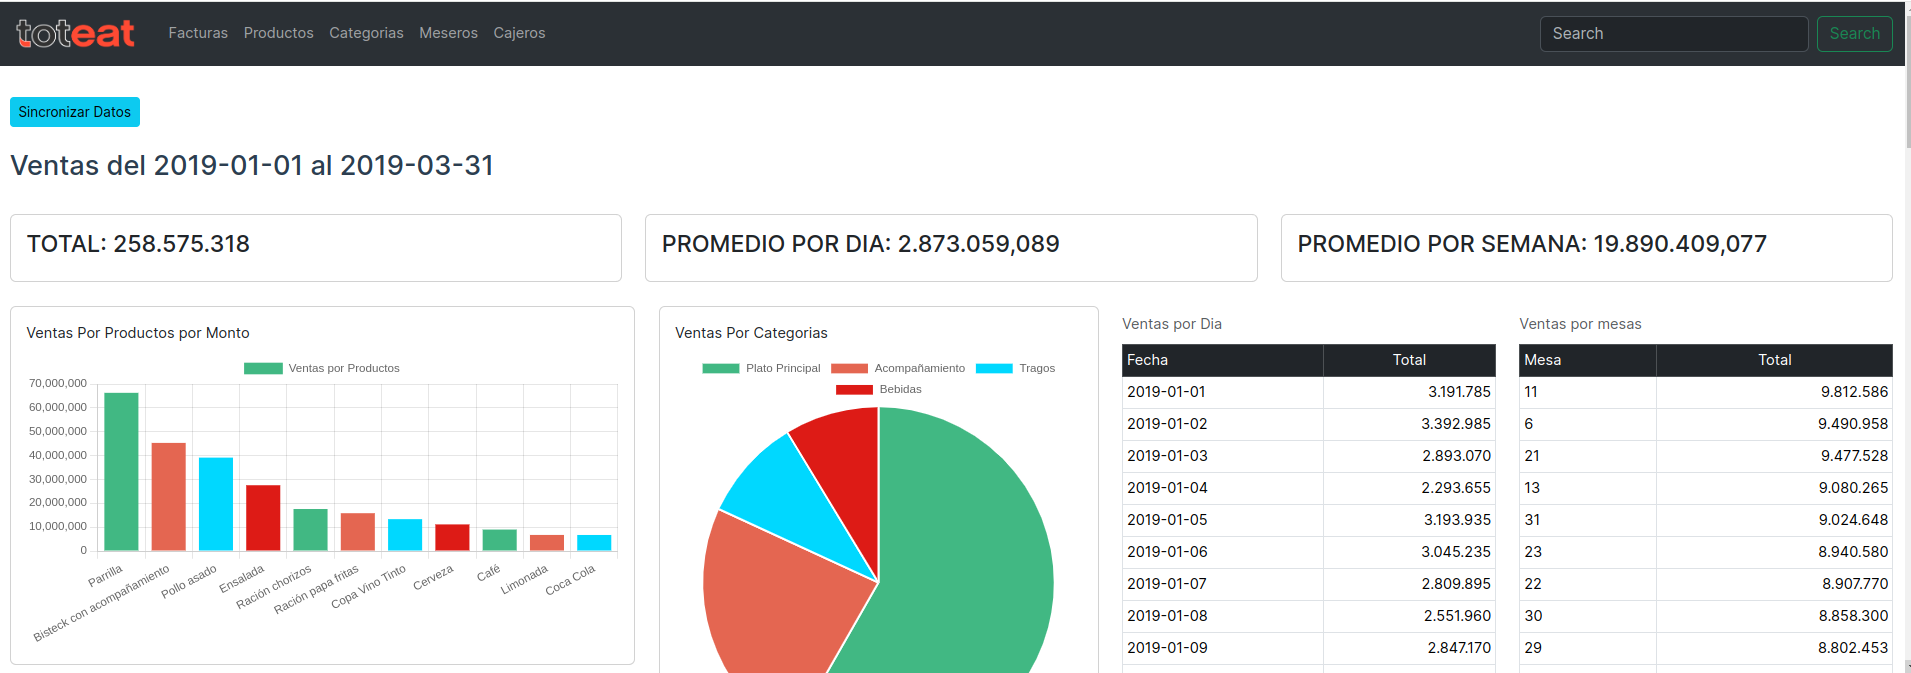 toteat Facturas Productos Categorias Meseros Cajeros Search Search
Sincronizar Datos
Ventas del 2019-01-01 al 2019-03-31
TOTAL: 258.575.318
PROMEDIO POR DIA: 2.873.059,089
PROMEDIO POR SEMANA: 19.890.409,077
Ventas Por Productos por Monto
Ventas por Productos
70,000,000
60,000,000
50,000,000
40,000,000
30,000,000
20,000,000
10,000,000
0
Parrilla
Bisteck con acompañamiento
Pollo asado
Ensalada
Ración chorizos
Ración papa fritas
Copa Vino Tinto
Cerveza
Café
Limonada
Coca Cola
Ventas Por Categorias
Plato Principal Acompañamiento Tragos
Bebidas
Ventas por Dia
Fecha Total
2019-01-01 3.191.785
2019-01-02 3.392.985
2019-01-03 2.893.070
2019-01-04 2.293.655
2019-01-05 3.193.935
2019-01-06 3.045.235
2019-01-07 2.809.895
2019-01-08 2.551.960
2019-01-09 2.847.170
Ventas por mesas
Mesa Total
11 9.812.586
6 9.490.958
21 9.477.528
13 9.080.265
31 9.024.648
23 8.940.580
22 8.907.770
30 8.858.300
29 8.802.453